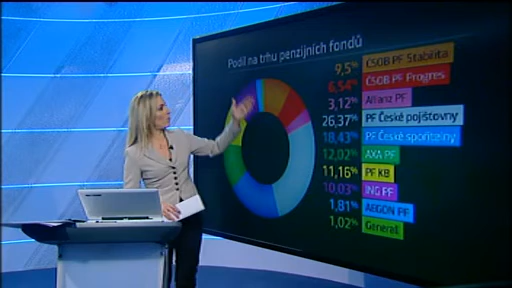 Podíl na trhu penzijních fondů
9,5% ČSOB PF Stabilita
6,54% ČSOB PF Progres
3,12% Allianz PF
26,37% PF České pojišťovny
18,43% PF České spořitelny
12,02% AXA PF
11,16% PF KB
10,03% ING PF
1,81% AEGON PF
1,02% Generali